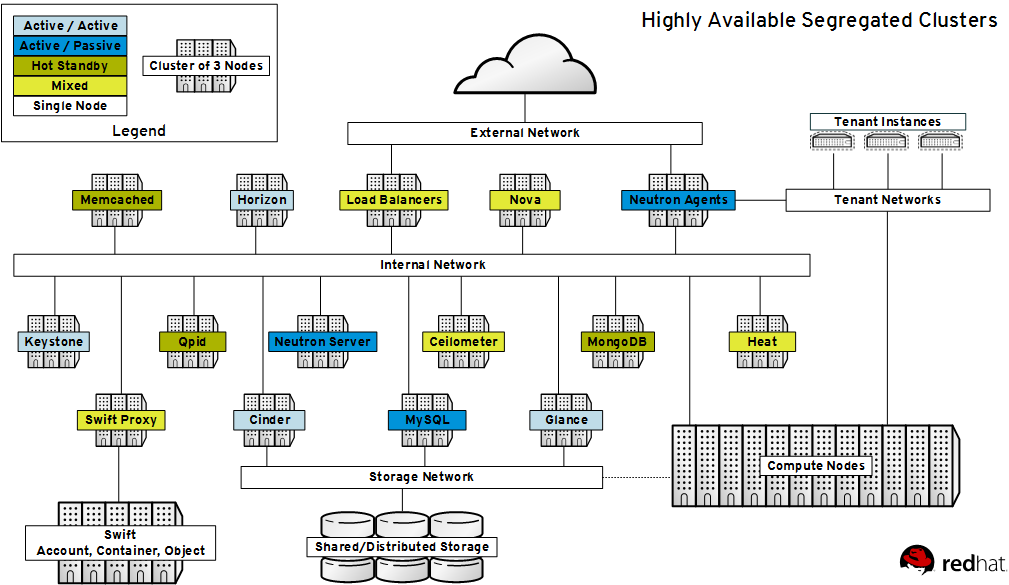 Highly Available Segregated Clusters
Active / Active
Active / Passive
Hot Standby
Mixed
Single Node
Cluster of 3 Nodes
Legend
External Network
Tenant Instances
Memcached
Horizon
Load Balancers
Nova
Neutron Agents
Tenant Networks
Internal Network
Keystone
Qpid
Neutron Server
Ceilometer
MongoDB
Heat
Swift Proxy
Cinder
MySQL
Glance
Compute Nodes
Storage Network
Swift
Account, Container, Object
Shared/Distributed Storage
redhat.